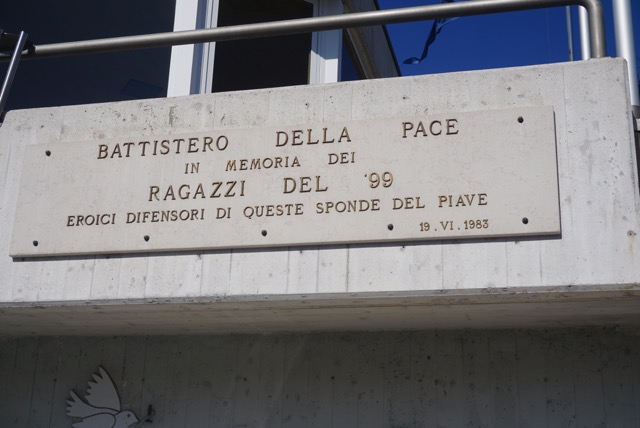 BATTISTERO DELLA PACE
IN MEMORIA DEI
RAGAZZI DEL '99
EROICI DIFENSORI DI QUESTE SPONDE DEL PIAVE
19.VI.1983